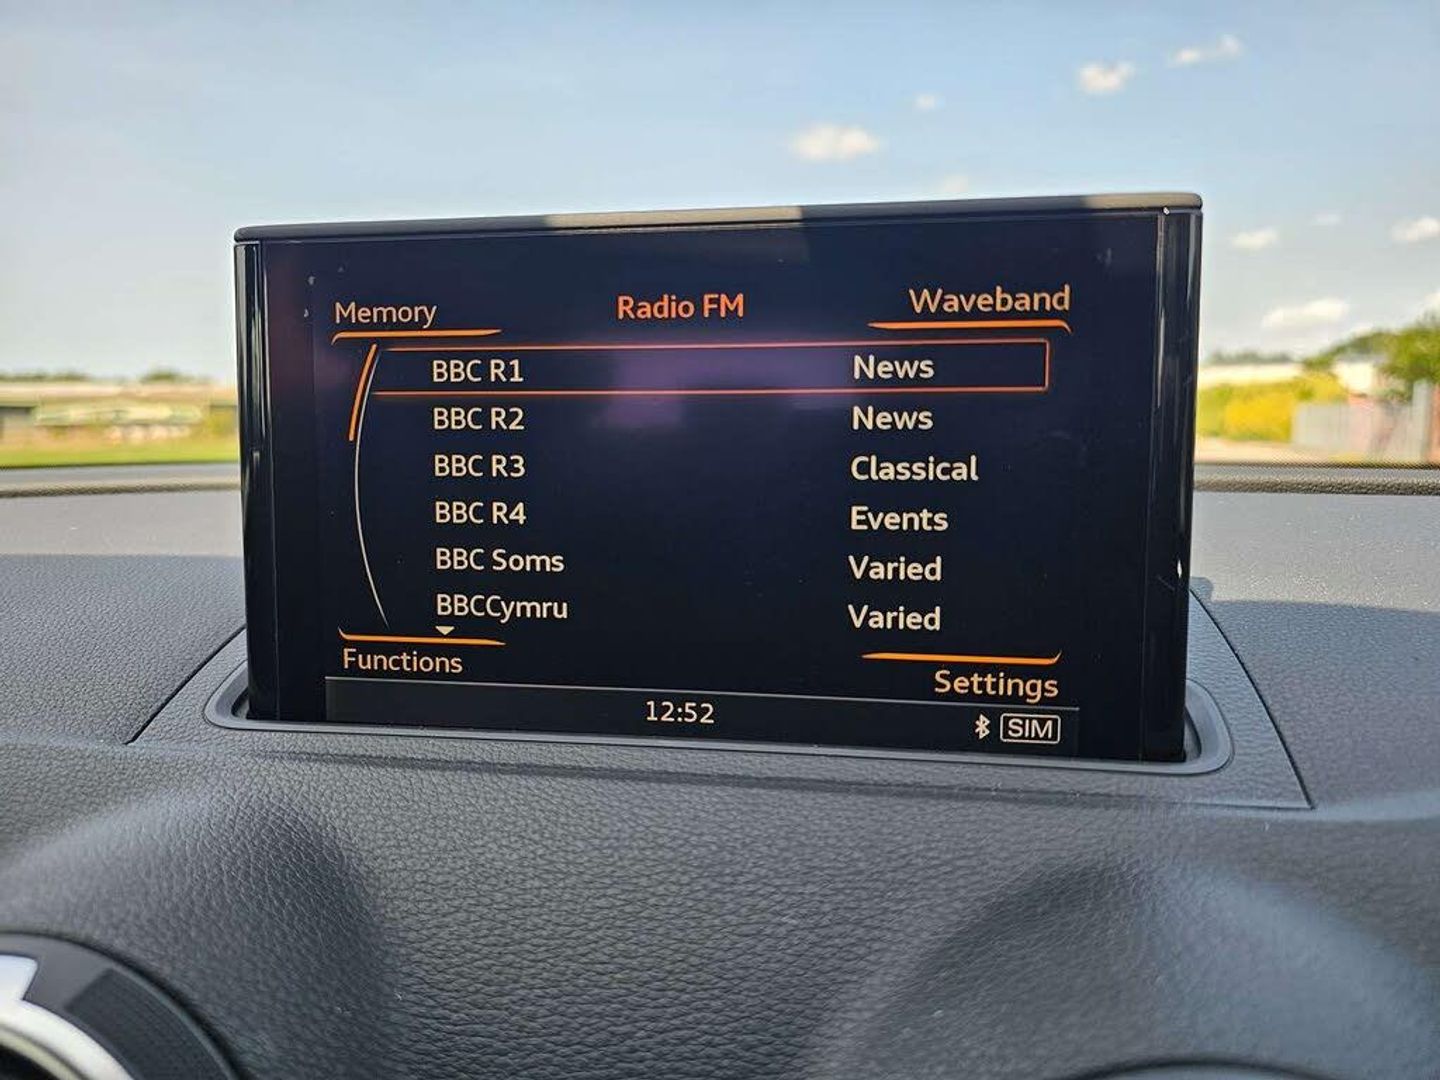 Memory Radio FM Waveband
BBC R1 News
BBC R2 News
BBC R3 Classical
BBC R4 Events
BBC Soms Varied
BBCCymru Varied
Functions Settings
12:52 SIM